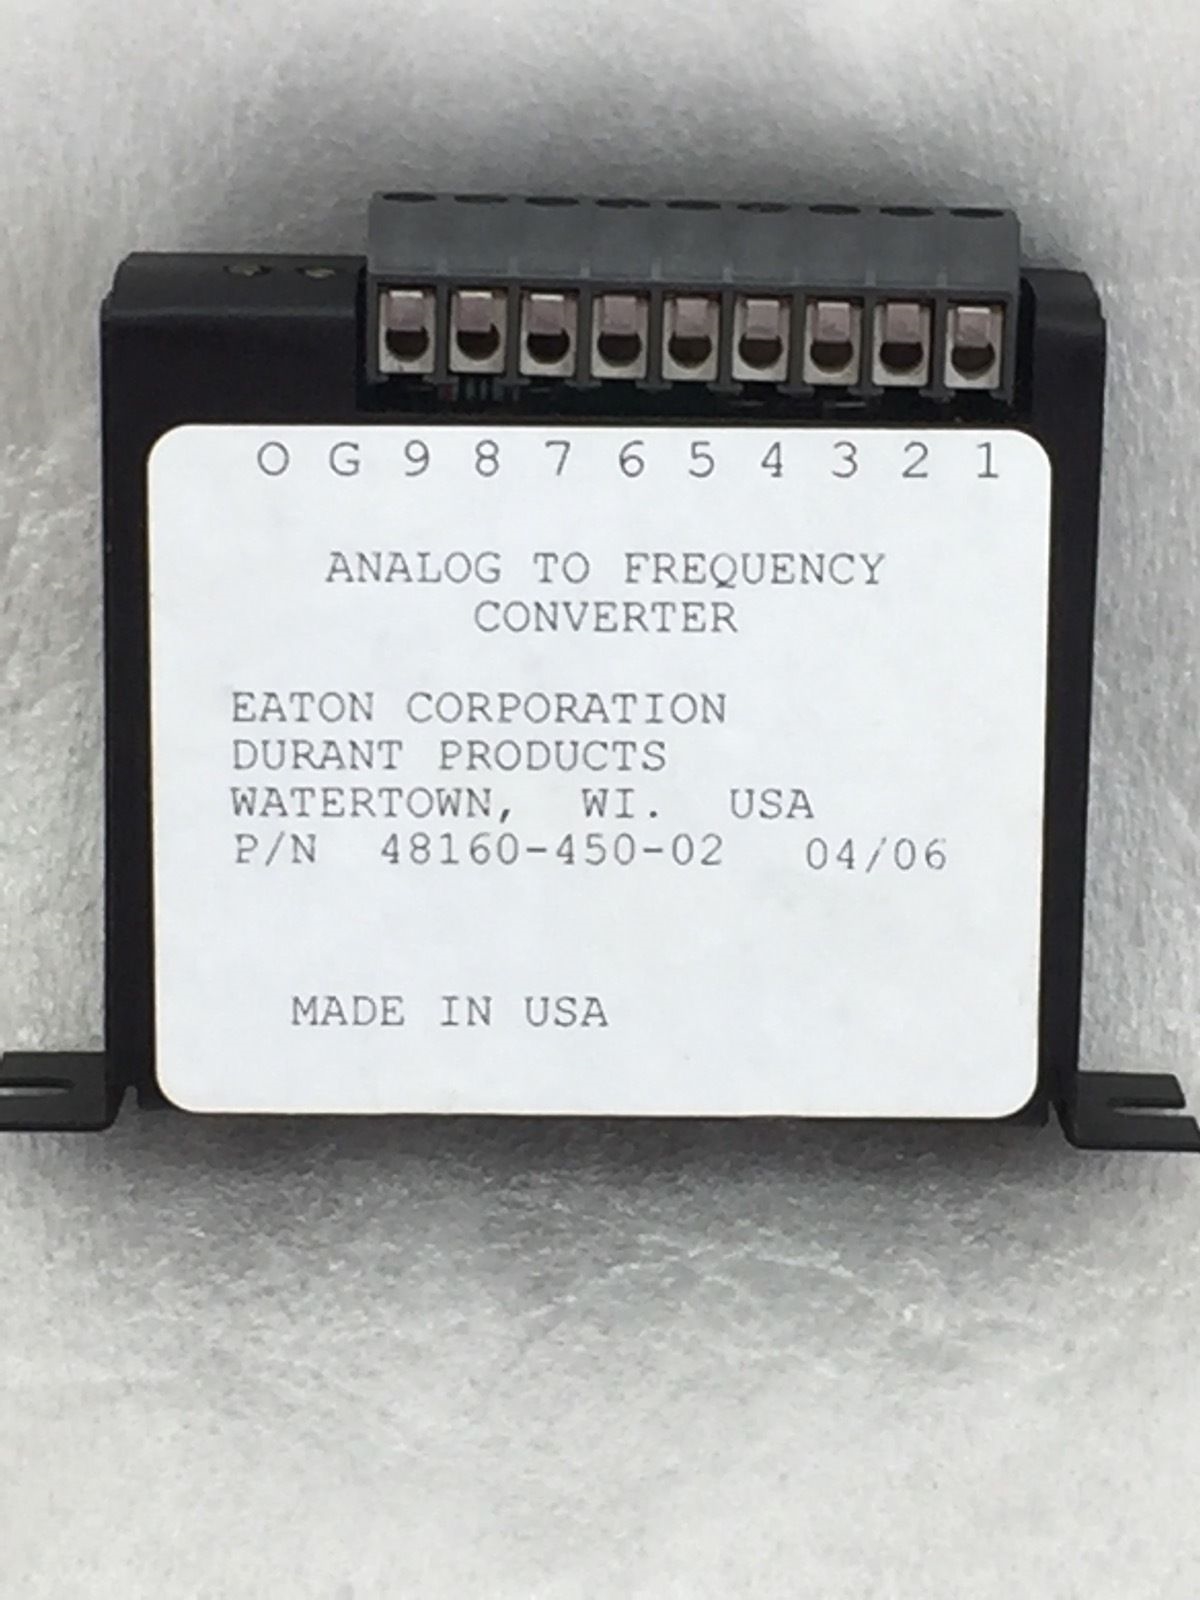 O G 9 8 7 6 5 4 3 2 1
ANALOG TO FREQUENCY
CONVERTER
EATON CORPORATION
DURANT PRODUCTS
WATERTOWN, WI. USA
P/N 48160-450-02 04/06
MADE IN USA